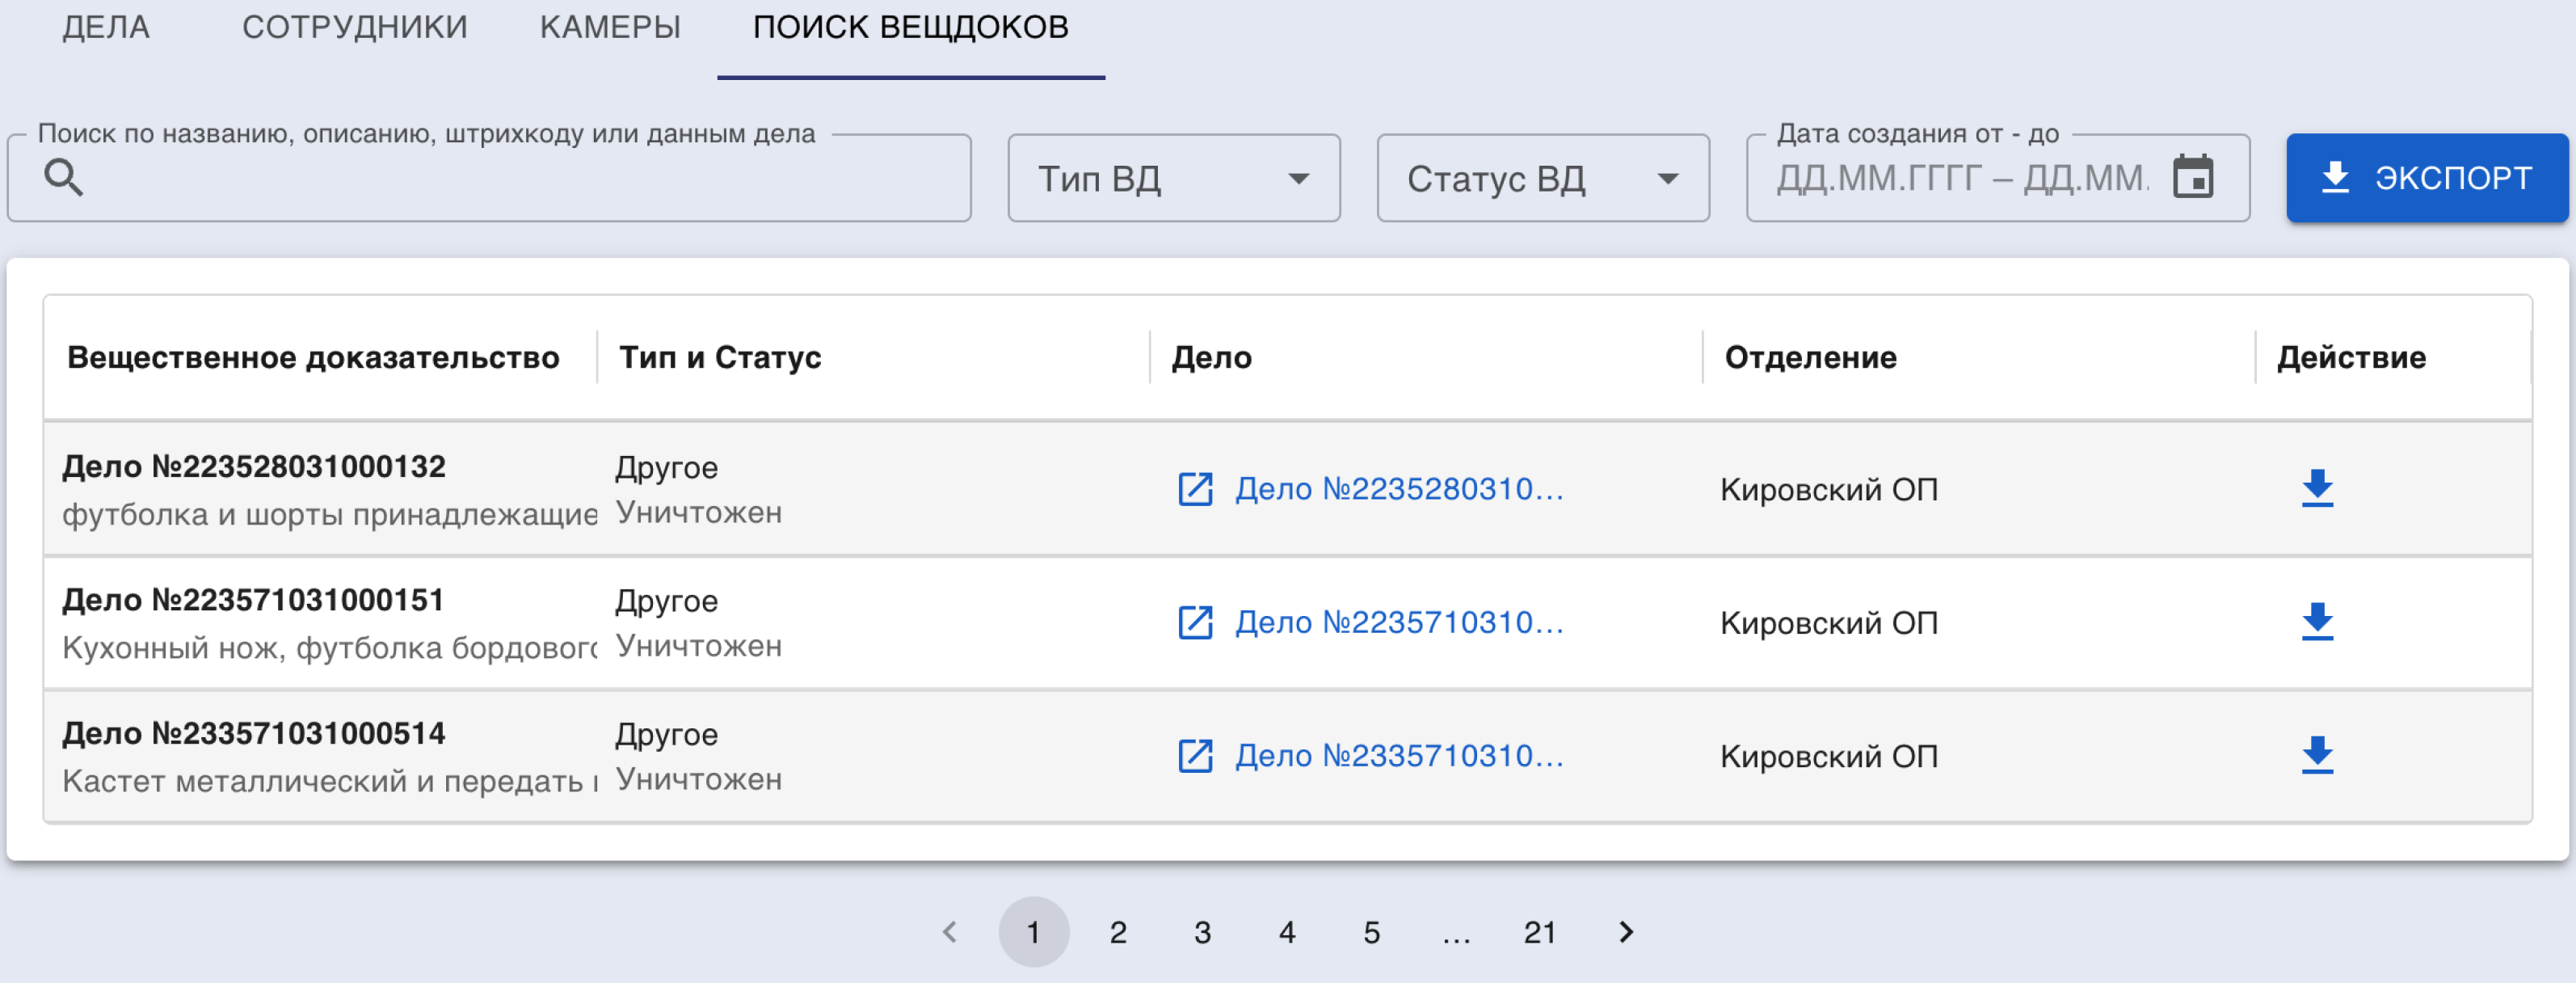 ДЕЛА СОТРУДНИКИ КАМЕРЫ ПОИСК ВЕЩДОКОВ
Поиск по названию, описанию, штрихкоду или данным дела
Тип ВД
Статус ВД
Дата создания от - до
ДД.ММ.ГГГГ – ДД.ММ.
ЭКСПОРТ
Вещественное доказательство Тип и Статус Дело Отделение Действие
Дело №223528031000132
футболка и шорты принадлежащие
Другое
Уничтожен
Дело №2235280310...
Кировский ОП
Дело №223571031000151
Кухонный нож, футболка бордового
Другое
Уничтожен
Дело №2235710310...
Кировский ОП
Дело №233571031000514
Кастет металлический и передать
Другое
Уничтожен
Дело №2335710310...
Кировский ОП
1 2 3 4 5 ... 21